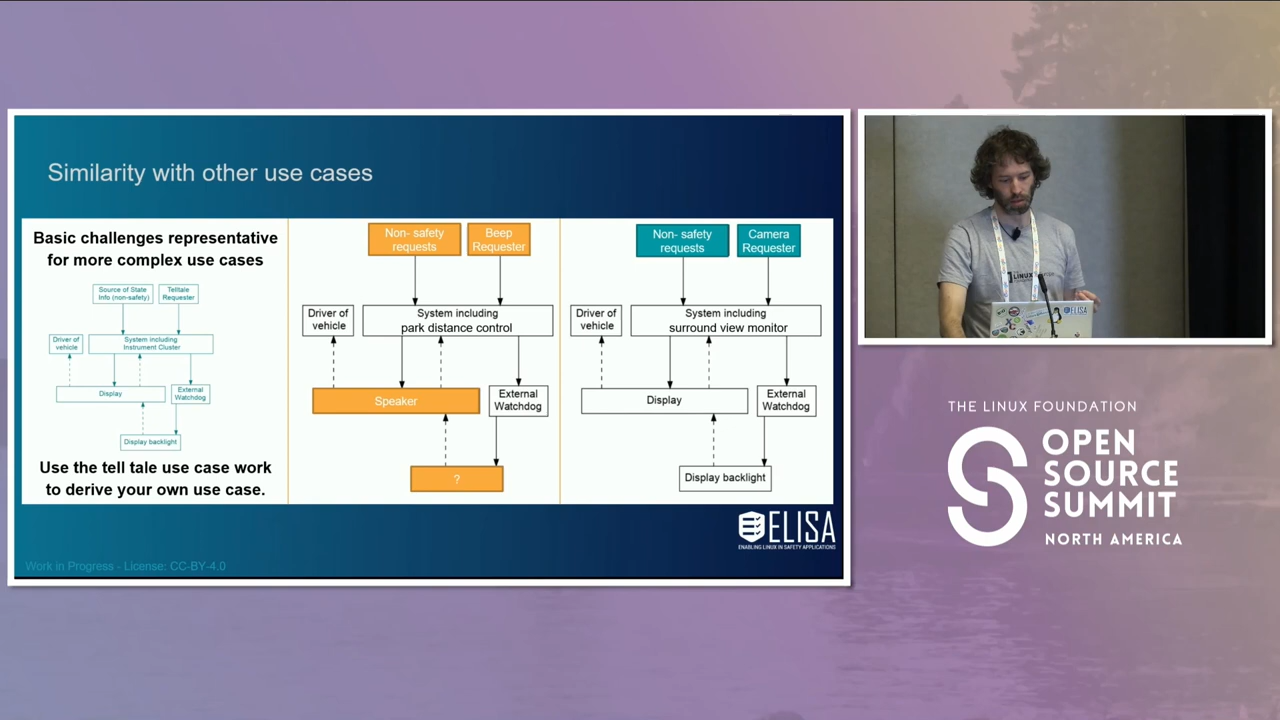 Similarity with other use cases
Basic challenges representative
for more complex use cases
Source of State
Info (non-safety)
Telltale
Requester
Driver of
vehicle
System including
Instrument Cluster
Display
External
Watchdog
Display backlight
Use the tell tale use case work
to derive your own use case.
Non- safety
requests
Beep
Requester
Driver of
vehicle
System including
park distance control
Speaker
External
Watchdog
?
Non- safety
requests
Camera
Requester
Driver of
vehicle
System including
surround view monitor
Display
External
Watchdog
Display backlight
ELISA
ENABLING LINUX IN SAFETY APPLICATIONS
Work in Progress - License: CC-BY-4.0
LINUX
ELISA
THE LINUX FOUNDATION
OPEN
SOURCE
SUMMIT
NORTH AMERICA